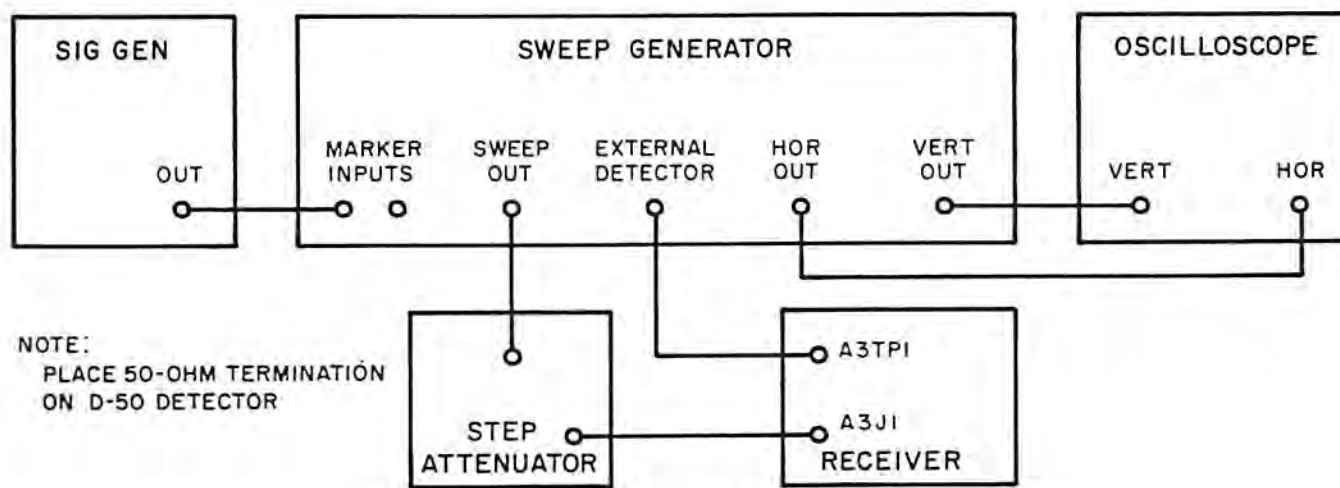 SIG GEN
OUT
SWEEP GENERATOR
MARKER
INPUTS
SWEEP
OUT
EXTERNAL
DETECTOR
HOR
OUT
VERT
OUT
OSCILLOSCOPE
VERT
HOR
NOTE:
PLACE 50-OHM TERMINATION
ON D-50 DETECTOR
STEP
ATTENUATOR
A3TP1
A3J1
RECEIVER